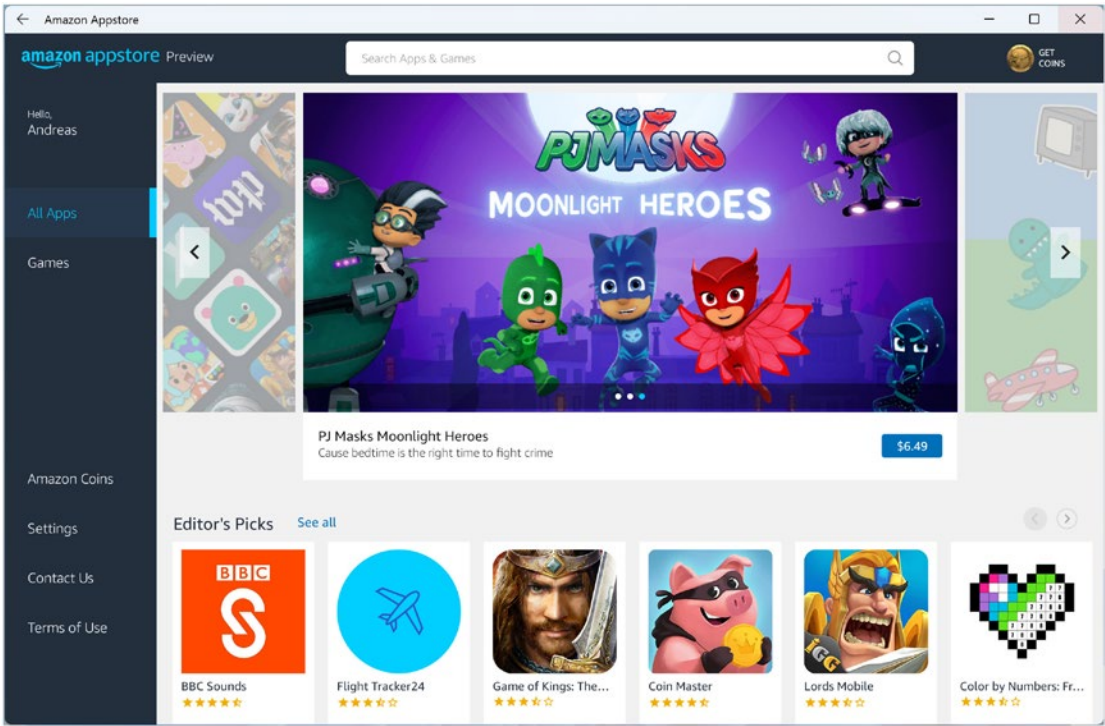 Amazon Appstore
amazon appstore Preview
Search Apps & Games
GET
COINS
Hello,
Andreas
All Apps
Games
Amazon Coins
Settings
Contact Us
Terms of Use
wp
PJMASKS
MOONLIGHT HEROES
PJ Masks Moonlight Heroes
Cause bedtime is the right time to fight crime
$6.49
Editor's Picks See all
BBC
S
IGG
BBC Sounds
Flight Tracker24
Game of Kings: The...
Coin Master
Lords Mobile
Color by Numbers: Fr...